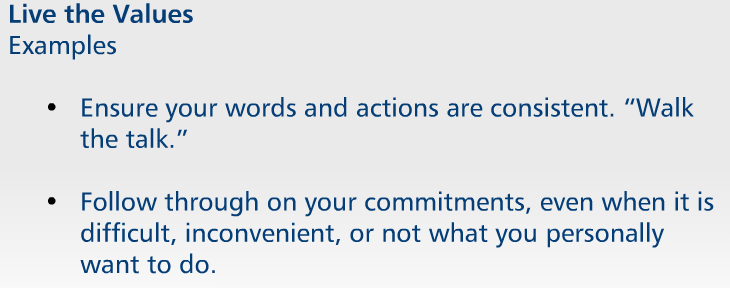 Live the Values
Examples
• Ensure your words and actions are consistent. “Walk
the talk.”
• Follow through on your commitments, even when it is
difficult, inconvenient, or not what you personally
want to do.